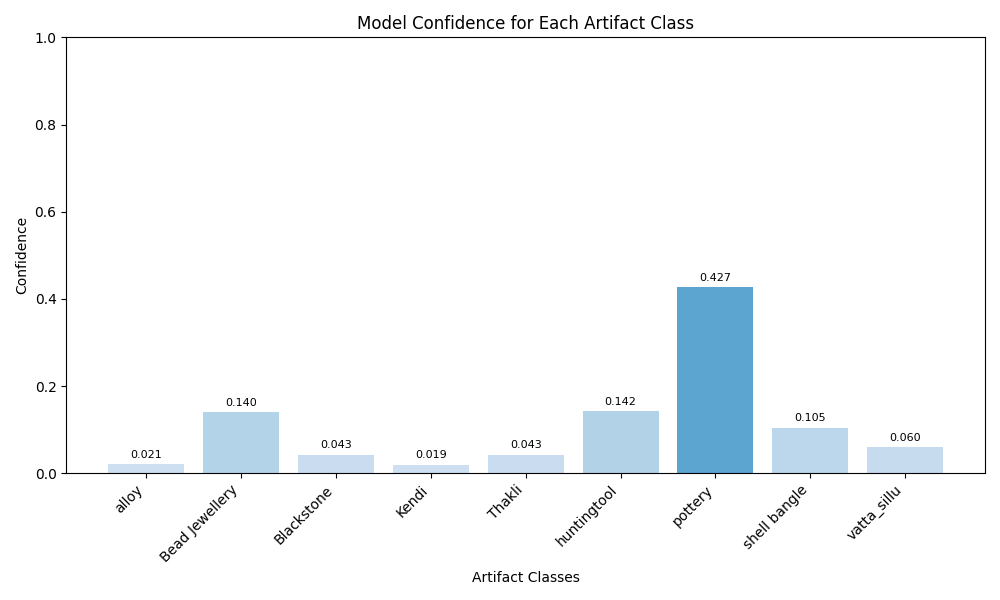 Model Confidence for Each Artifact Class
1.0
0.8
0.6
0.4
0.2
0.0
Confidence
0.021
0.140
0.043
0.019
0.043
0.142
0.427
0.105
0.060
alloy
Bead Jewellery
Blackstone
Kendi
Thakli
huntingtool
pottery
shell bangle
vatta_sillu
Artifact Classes